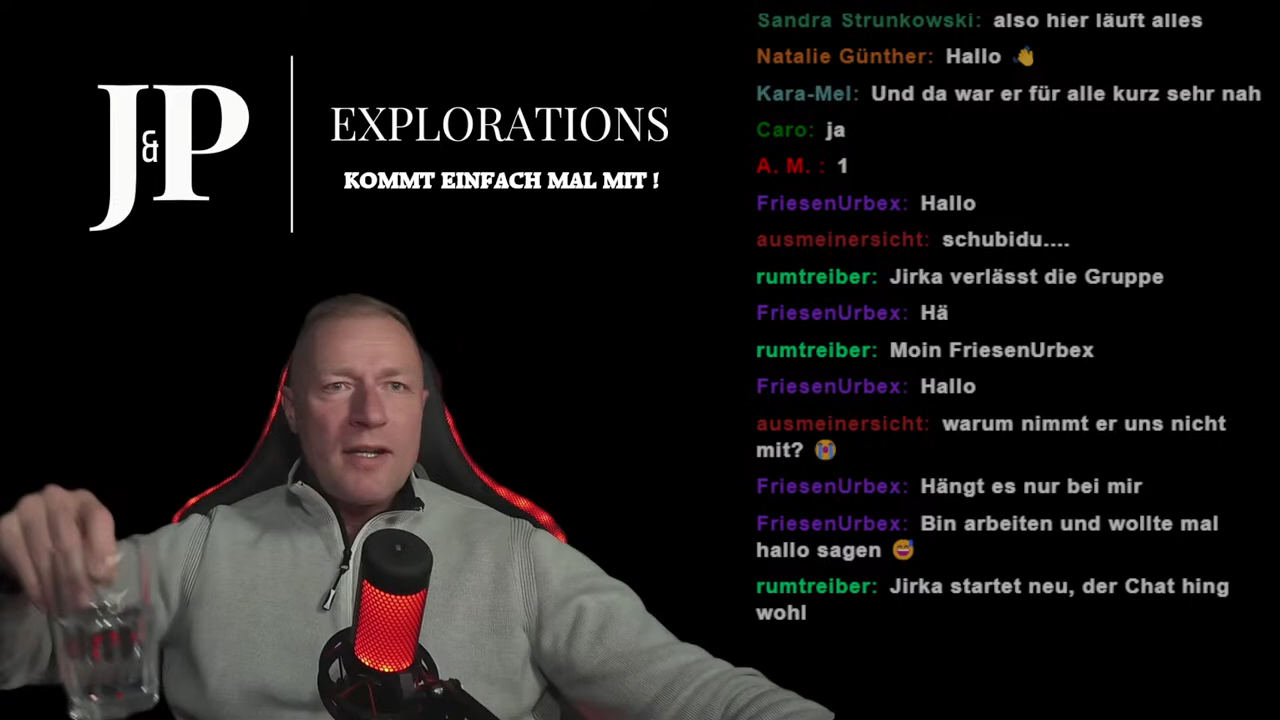 J&P
EXPLORATIONS
KOMMT EINFACH MAL MIT !
Sandra Strunkowski: also hier läuft alles
Natalie Günther: Hallo 👋
Kara-Mel: Und da war er für alle kurz sehr nah
Caro: ja
A. M. : 1
FriesenUrbex: Hallo
ausmeinersicht: schubidu....
rumtreiber: Jirka verlässt die Gruppe
FriesenUrbex: Hä
rumtreiber: Moin FriesenUrbex
FriesenUrbex: Hallo
ausmeinersicht: warum nimmt er uns nicht
mit? 😭
FriesenUrbex: Hängt es nur bei mir
FriesenUrbex: Bin arbeiten und wollte mal
hallo sagen 😅
rumtreiber: Jirka startet neu, der Chat hing
wohl